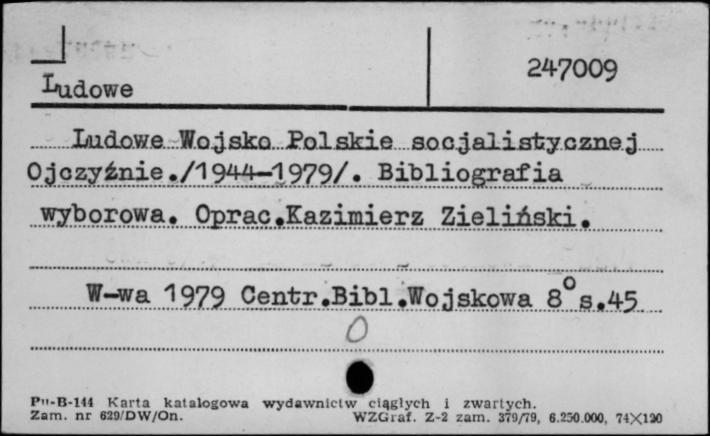 247009
Ludowe
Ludowe Wojsko Polskie socjalistycznej
Ojczyźnie./1944-1979/. Bibliografia
wyborowa. Oprac.Kazimierz Zieliński.
W-wa 1979 Centr.Bibl.Wojskowa 8° s.45
O
Pu-B-144 Karta katalogowa wydawnictw ciągłych i zwartych.
Zam. nr 629/DW/On. WZGraf. Z-2 zam. 379/79, 6.250.000, 74X120